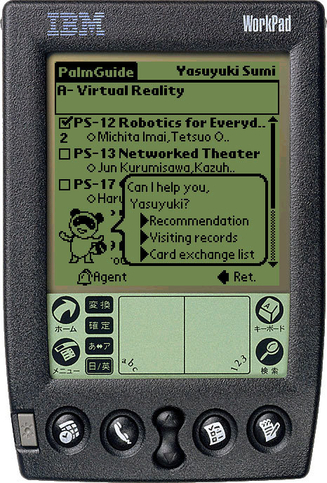 IBM
WorkPad
PalmGuide
Yasuyuki Sumi
A- Virtual Reality
PS-12 Robotics for Everyd..
2 ◇Michita Imai,Tetsuo O..
PS-13 Networked Theater
◇Jun Kurumisawa,Kazuh..
PS-17
◇Haru
Can I help you,
Yasuyuki?
▶Recommendation
▶Visiting records
▶Card exchange list
Agent
Ret.
ホーム
メニュー
変換
確定
あ↔ア
日/英
abc
123
キーボード
検索